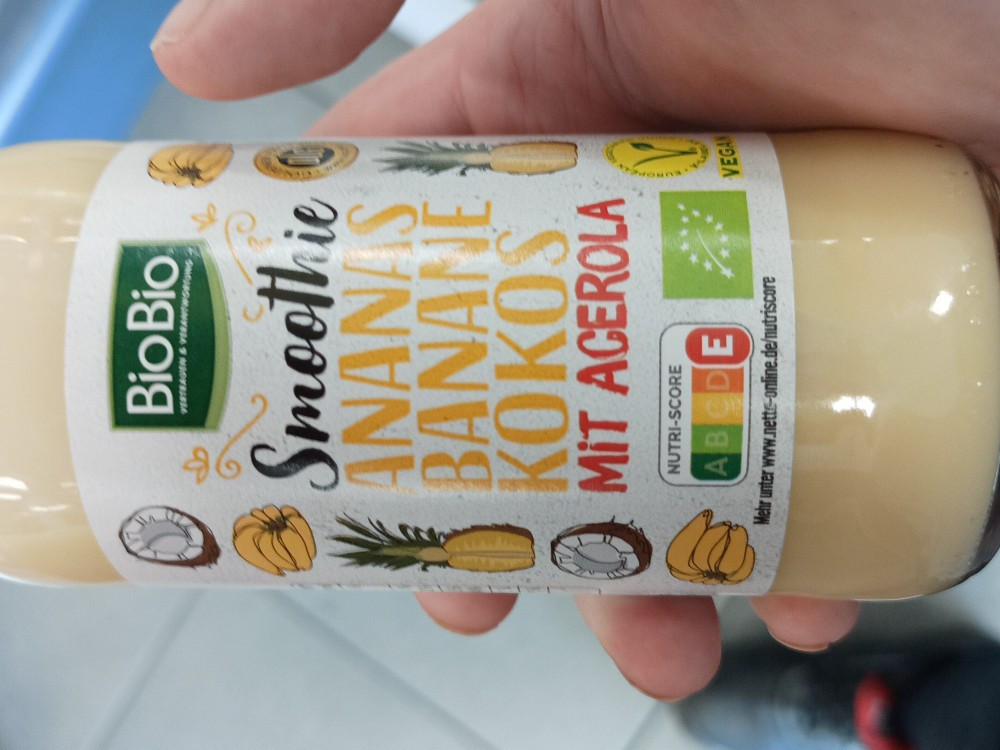 BioBio
VERTRAUEN & VERANTWORTUNG
Smoothie
ANANAS
BANANE
KOKOS
MiT ACEROLA
VEGAN
NUTRI-SCORE
A B C D E
Mehr unter www.netto-online.de/nutriscore